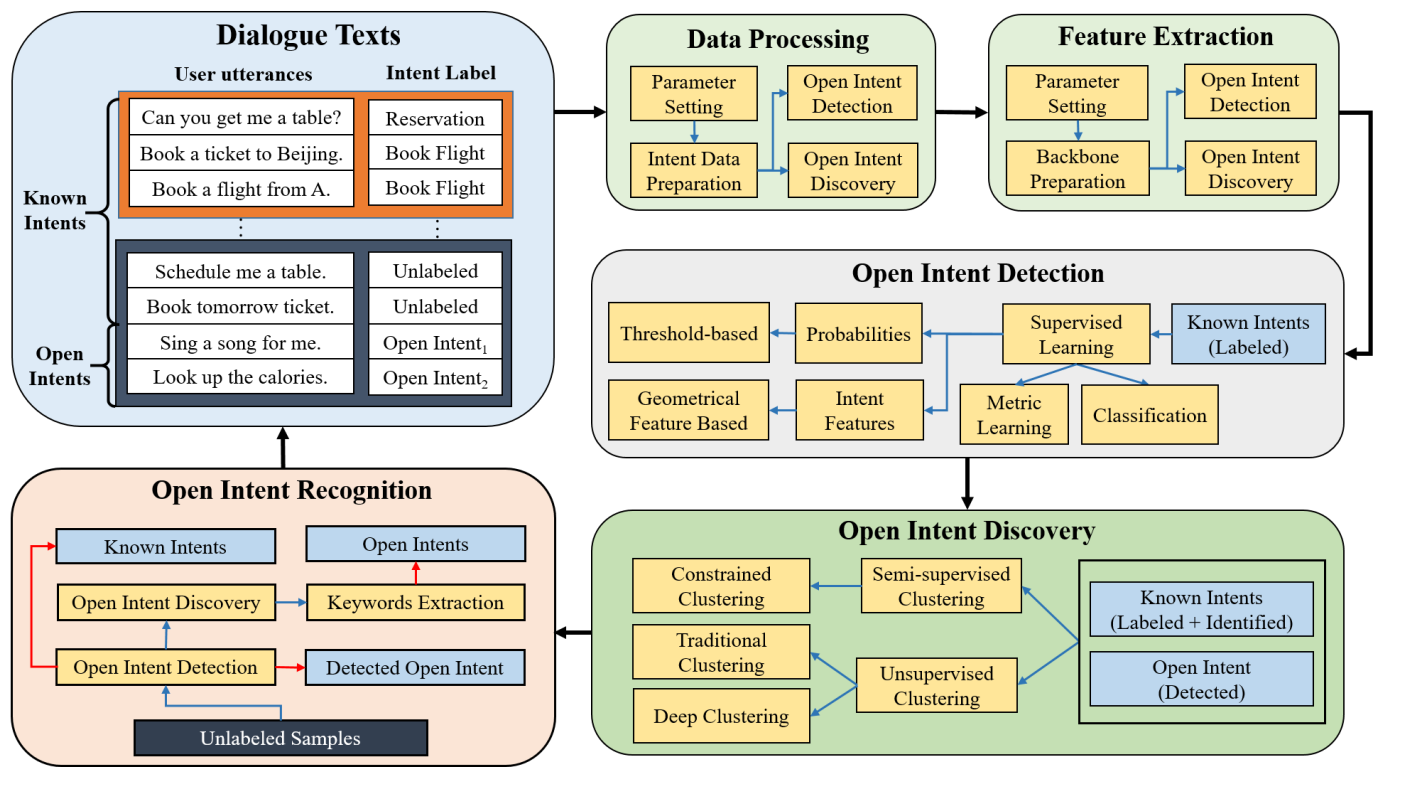 Dialogue Texts
User utterances
Intent Label
Known
Intents
Can you get me a table?
Reservation
Book a ticket to Beijing.
Book Flight
Book a flight from A.
Book Flight
Schedule me a table.
Unlabeled
Book tomorrow ticket.
Unlabeled
Open
Intents
Sing a song for me.
Open Intent₁
Look up the calories.
Open Intent₂
Data Processing
Parameter
Setting
Open Intent
Detection
Intent Data
Preparation
Open Intent
Discovery
Feature Extraction
Parameter
Setting
Open Intent
Detection
Backbone
Preparation
Open Intent
Discovery
Open Intent Detection
Threshold-based
Probabilities
Supervised
Learning
Known Intents
(Labeled)
Geometrical
Feature Based
Intent
Features
Metric
Learning
Classification
Open Intent Discovery
Constrained
Clustering
Semi-supervised
Clustering
Known Intents
(Labeled + Identified)
Traditional
Clustering
Unsupervised
Clustering
Open Intent
(Detected)
Deep Clustering
Open Intent Recognition
Known Intents
Open Intents
Open Intent Discovery
Keywords Extraction
Open Intent Detection
Detected Open Intent
Unlabeled Samples